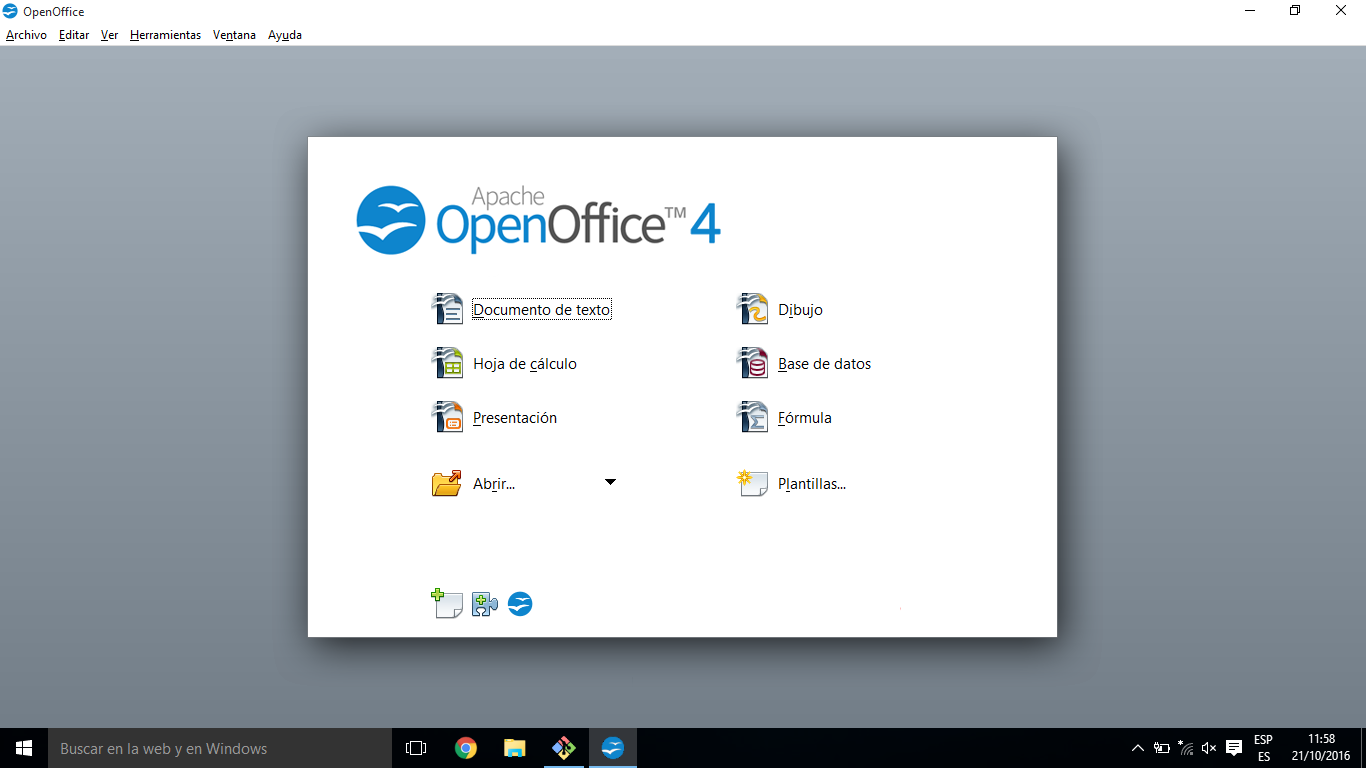 OpenOffice
Archivo Editar Ver Herramientas Ventana Ayuda
Apache
OpenOffice™ 4
Documento de texto
Dibujo
Hoja de cálculo
Base de datos
Presentación
Fórmula
Abrir...
Plantillas...
Buscar en la web y en Windows
ESP
ES
11:58
21/10/2016